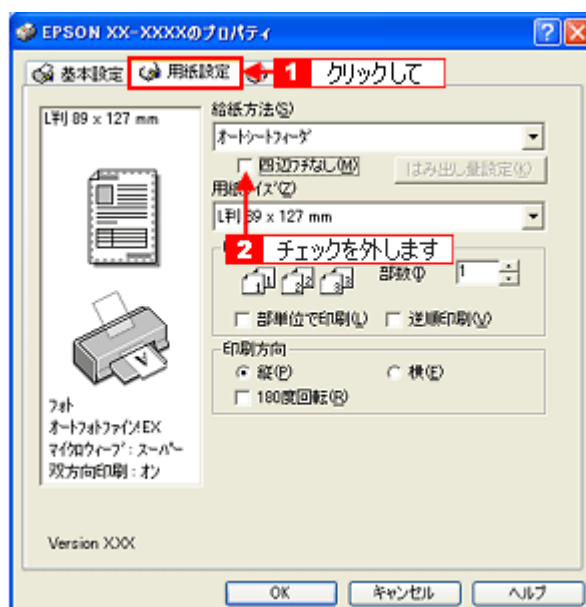 EPSON XX-XXXXのプロパティ
基本設定
用紙設定
1 クリックして
L判 89 x 127 mm
給紙方法(S)
オートシートフィーダ
四辺フチなし(M)
はみ出し量設定(K)
用紙サイズ(Z)
L判 89 x 127 mm
2 チェックを外します
部数(I)
1
部単位で印刷(L)
逆順印刷(V)
印刷方向
縦(P)
横(E)
180度回転(R)
フォト
オートフォトファイン!EX
マイクロウィーブ : スーパー
双方向印刷 : オン
Version XXX
OK
キャンセル
ヘルプ